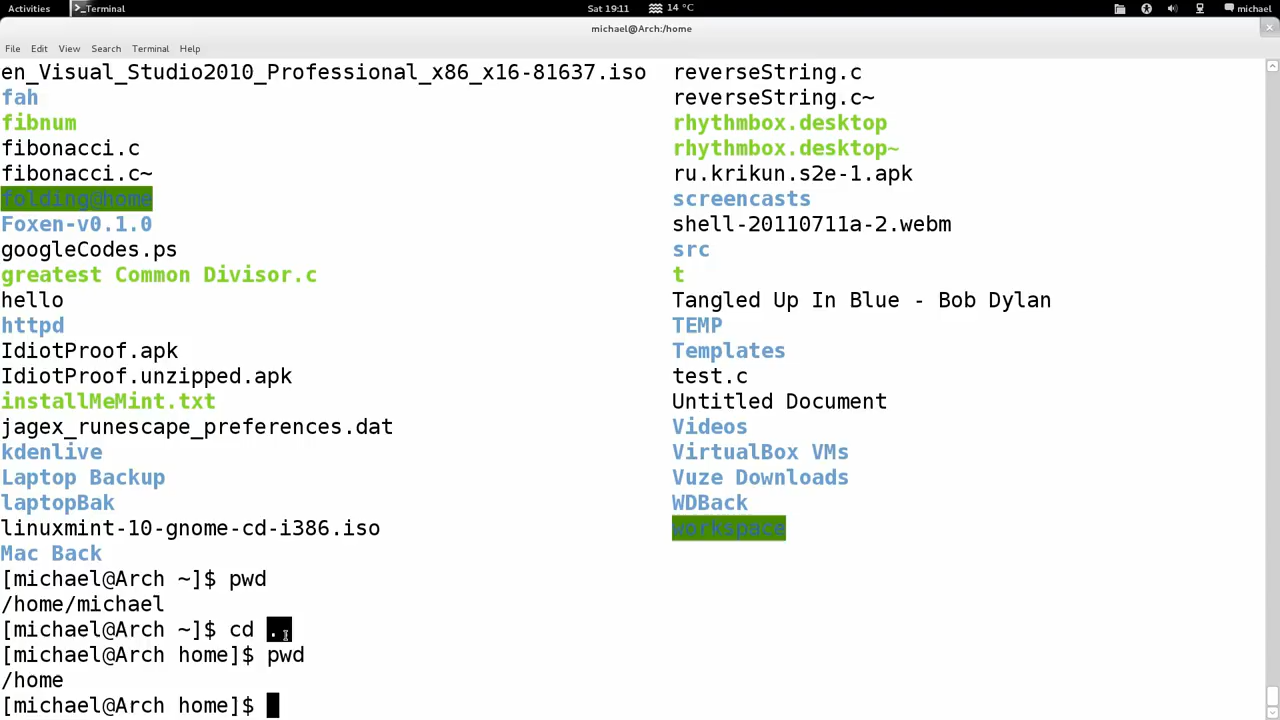 Activities Terminal Sat 19:11 14 °C michael
michael@Arch:/home
File Edit View Search Terminal Help
en_Visual_Studio2010_Professional_x86_x16-81637.iso reverseString.c
fah reverseString.c~
fibnum rhythmbox.desktop
fibonacci.c rhythmbox.desktop~
fibonacci.c~ ru.krikun.s2e-1.apk
folding@home screencasts
Foxen-v0.1.0 shell-20110711a-2.webm
googleCodes.ps src
greatest Common Divisor.c t
hello Tangled Up In Blue - Bob Dylan
httpd TEMP
IdiotProof.apk Templates
IdiotProof.unzipped.apk test.c
installMeMint.txt Untitled Document
jagex_runescape_preferences.dat Videos
kdenlive VirtualBox VMs
Laptop Backup Vuze Downloads
laptopBak WDBack
linuxmint-10-gnome-cd-i386.iso workspace
Mac Back
[michael@Arch ~]$ pwd
/home/michael
[michael@Arch ~]$ cd ..
[michael@Arch home]$ pwd
/home
[michael@Arch home]$